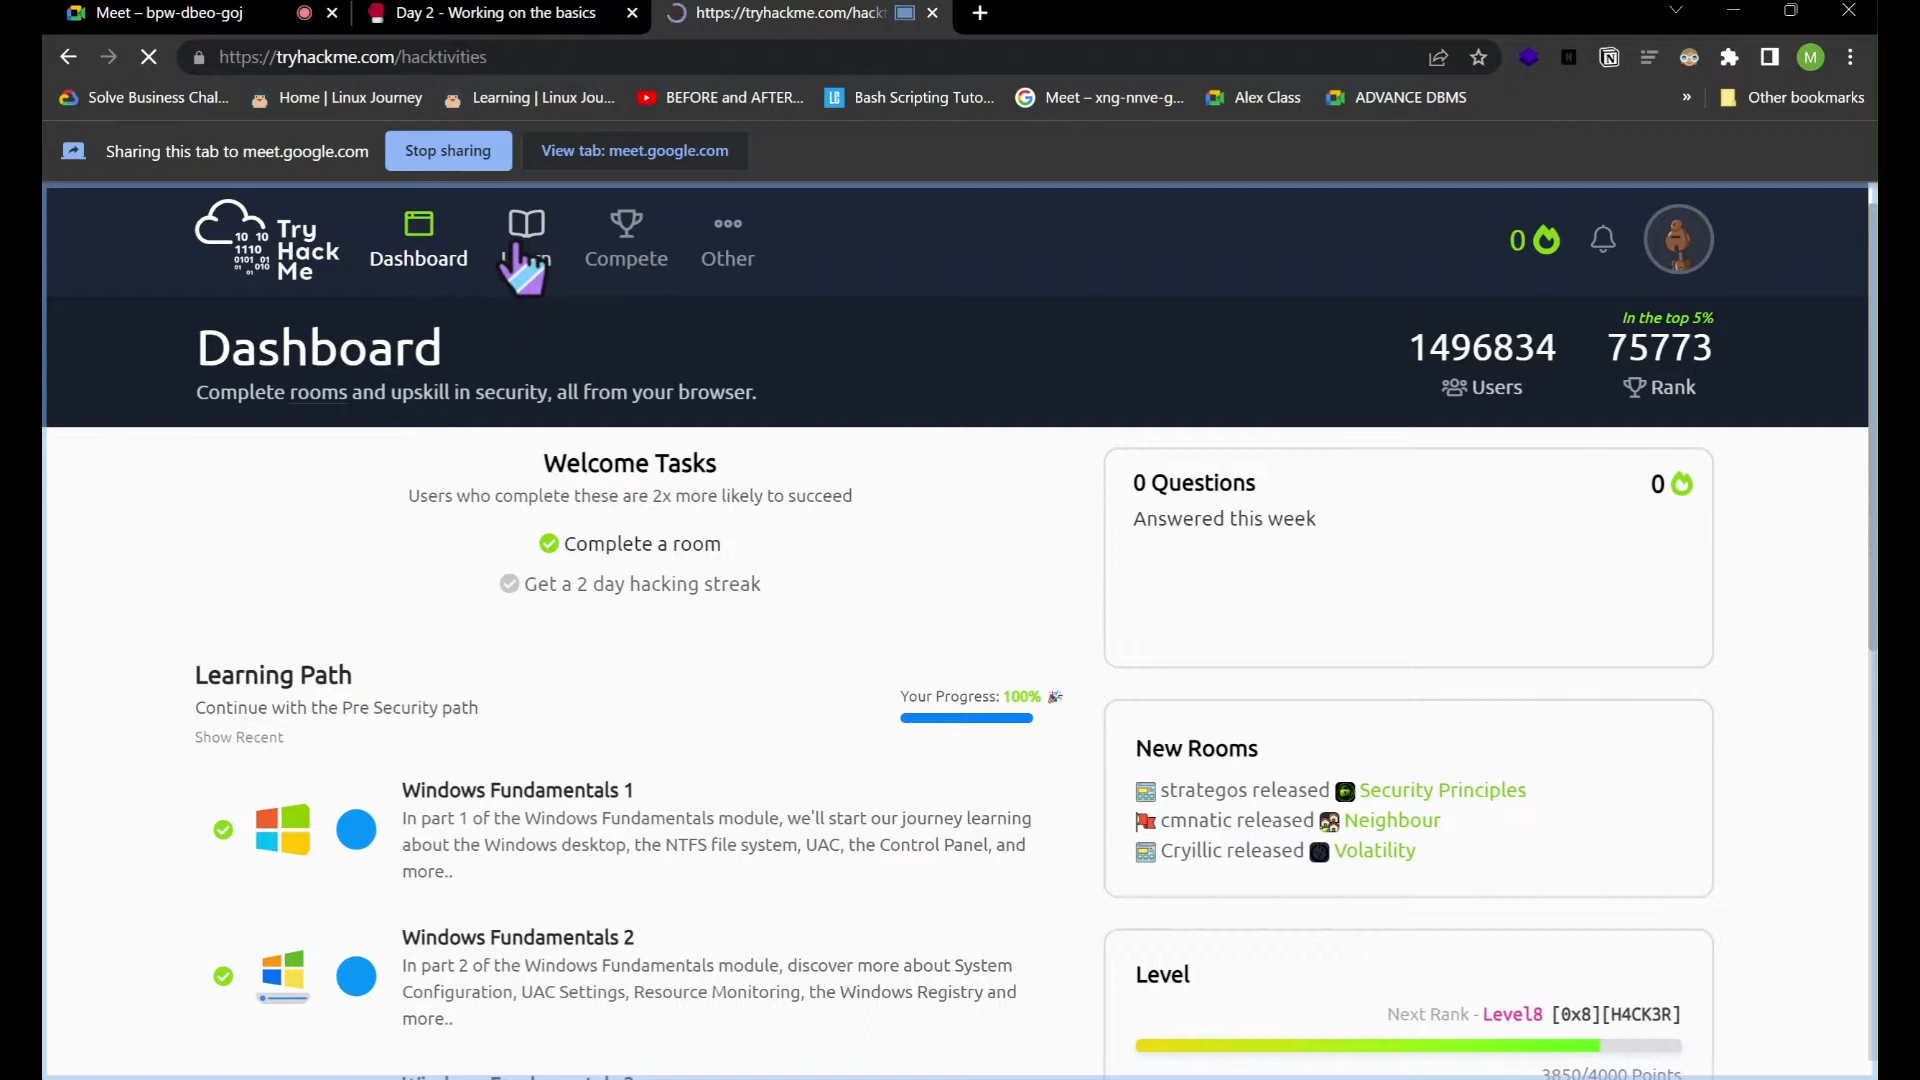 Meet – bpw-dbeo-goj
Day 2 - Working on the basics
https://tryhackme.com/hack
https://tryhackme.com/hacktivities
M
Solve Business Chal...
Home | Linux Journey
Learning | Linux Jou...
BEFORE and AFTER...
Bash Scripting Tuto...
Meet – xng-nnve-g...
Alex Class
ADVANCE DBMS
»
Other bookmarks
Sharing this tab to meet.google.com
Stop sharing
View tab: meet.google.com
Try
Hack
Me
Dashboard
Compete
Other
0
Dashboard
Complete rooms and upskill in security, all from your browser.
In the top 5%
1496834
75773
Users
Rank
Welcome Tasks
Users who complete these are 2x more likely to succeed
Complete a room
Get a 2 day hacking streak
0 Questions
0
Answered this week
Learning Path
Continue with the Pre Security path
Show Recent
Your Progress: 100%
Windows Fundamentals 1
In part 1 of the Windows Fundamentals module, we'll start our journey learning
about the Windows desktop, the NTFS file system, UAC, the Control Panel, and
more..
Windows Fundamentals 2
In part 2 of the Windows Fundamentals module, discover more about System
Configuration, UAC Settings, Resource Monitoring, the Windows Registry and
more..
New Rooms
strategos released Security Principles
cmnatic released Neighbour
Cryillic released Volatility
Level
Next Rank - Level8 [0x8][H4CK3R]
3850/4000 Points